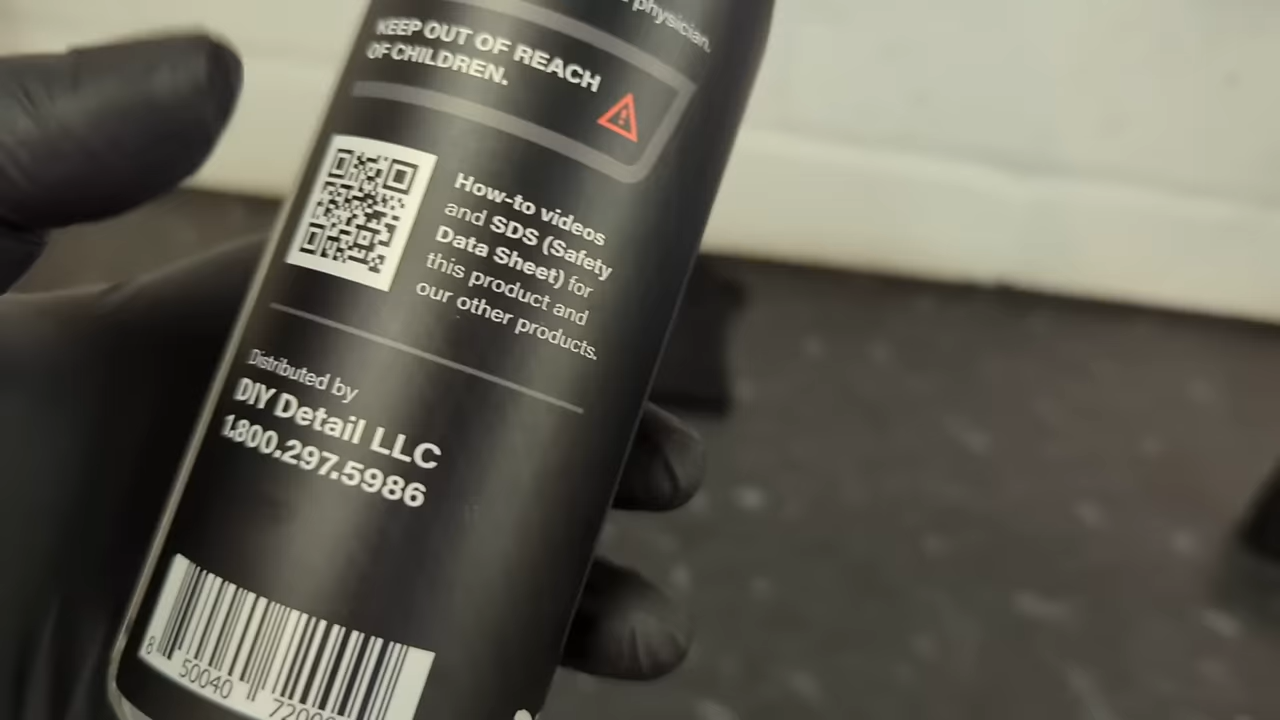 physician.
KEEP OUT OF REACH
OF CHILDREN.
How-to videos
and SDS (Safety
Data Sheet) for
this product and
our other products.
Distributed by
DIY Detail LLC
1.800.297.5986
8 50040